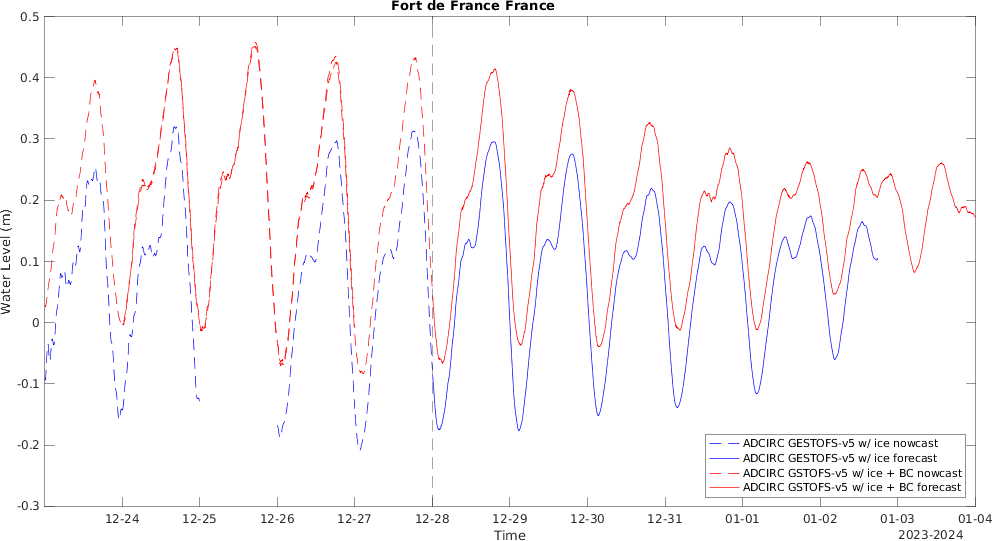 Fort de France France
0.5
0.4
0.3
0.2
0.1
0
-0.1
-0.2
-0.3
Water Level (m)
ADCIRC GESTOFS-v5 w/ ice nowcast
ADCIRC GESTOFS-v5 w/ ice forecast
ADCIRC GSTOFS-v5 w/ ice + BC nowcast
ADCIRC GSTOFS-v5 w/ ice + BC forecast
12-24 12-25 12-26 12-27 12-28 12-29 12-30 12-31 01-01 01-02 01-03 01-04
Time
2023-2024